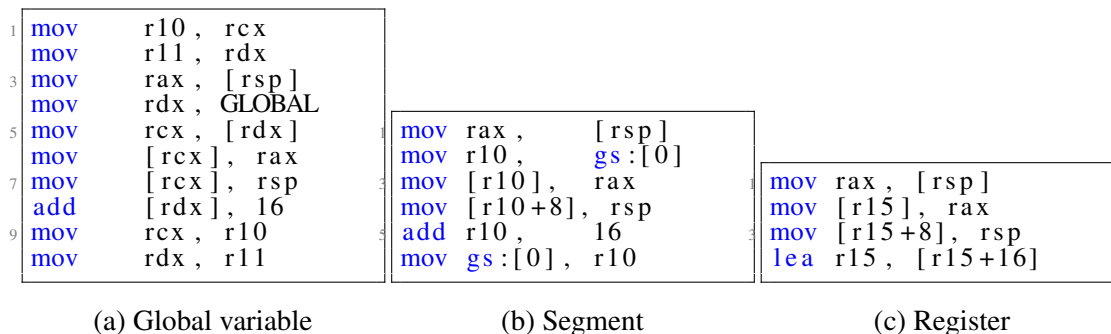 1 mov r10, rcx
mov r11, rdx
3 mov rax, [rsp]
mov rdx, GLOBAL
5 mov rcx, [rdx]
mov [rcx], rax
7 mov [rcx], rsp
add [rdx], 16
9 mov rcx, r10
mov rdx, r11
(a) Global variable
1 mov rax, [rsp]
mov r10, gs:[0]
3 mov [r10], rax
mov [r10+8], rsp
5 add r10, 16
mov gs:[0], r10
(b) Segment
1 mov rax, [rsp]
mov [r15], rax
3 mov [r15+8], rsp
lea r15, [r15+16]
(c) Register